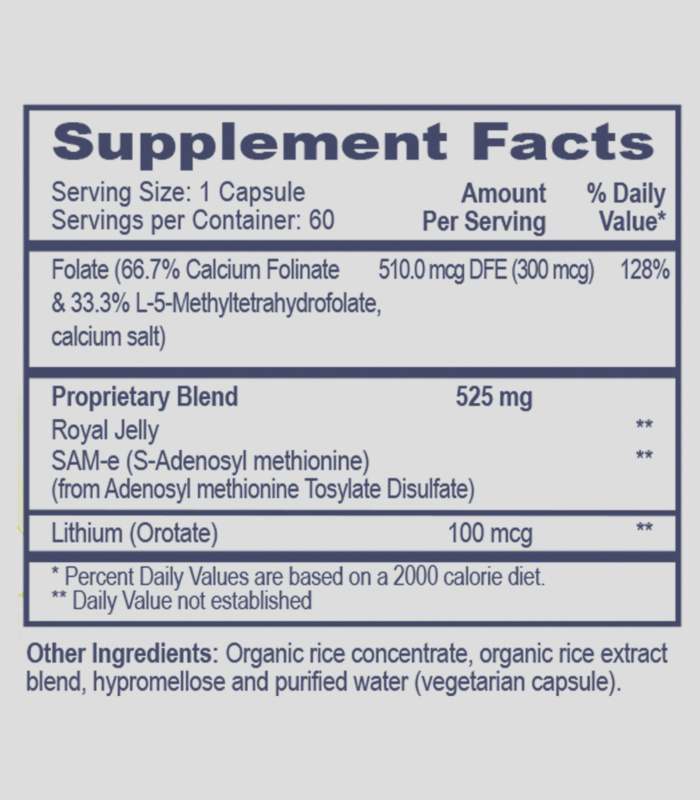 Supplement Facts
Serving Size: 1 Capsule
Servings per Container: 60
Amount Per Serving
% Daily Value*
Folate (66.7% Calcium Folinate 510.0 mcg DFE (300 mcg) 128%
& 33.3% L-5-Methyltetrahydrofolate,
calcium salt)
Proprietary Blend 525 mg
Royal Jelly **
SAM-e (S-Adenosyl methionine) **
(from Adenosyl methionine Tosylate Disulfate)
Lithium (Orotate) 100 mcg **
* Percent Daily Values are based on a 2000 calorie diet.
** Daily Value not established
Other Ingredients: Organic rice concentrate, organic rice extract
blend, hypromellose and purified water (vegetarian capsule).